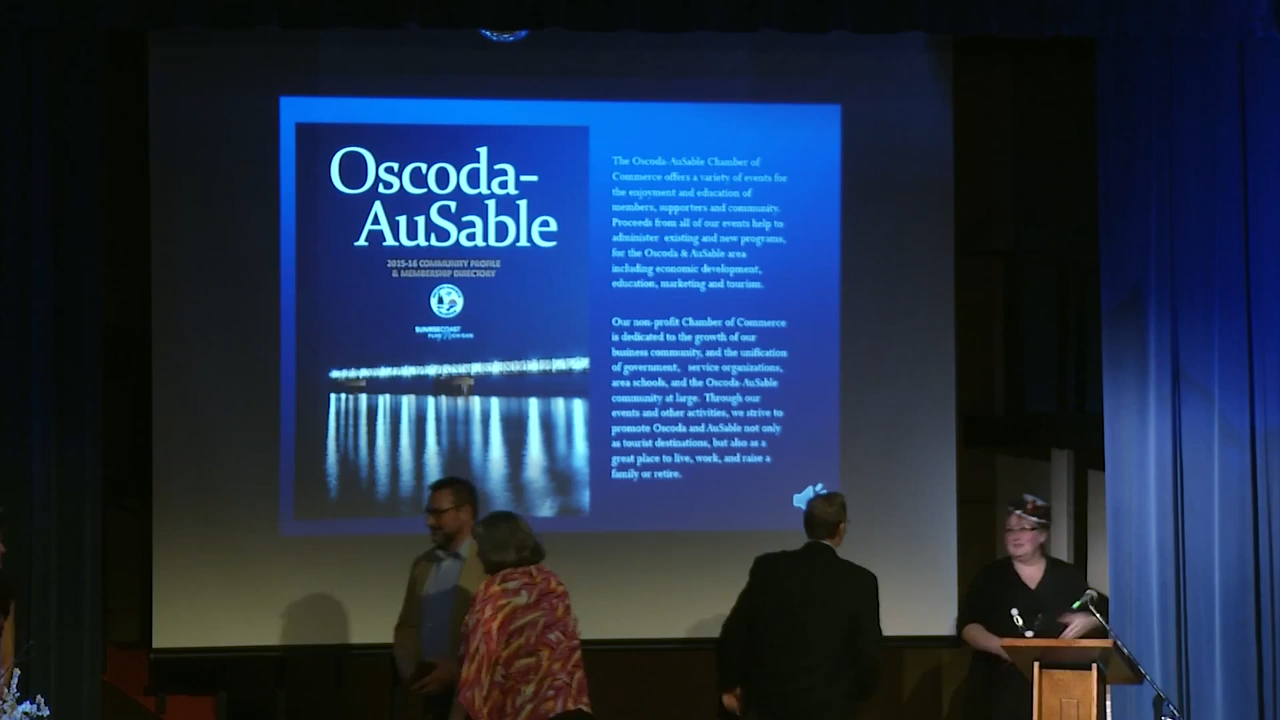 Oscoda-
AuSable
2015-16 COMMUNITY PROFILE
& MEMBERSHIP DIRECTORY
SUNRISE COAST
The Oscoda-AuSable Chamber of
Commerce offers a variety of events for
the enjoyment and education of
members, supporters and community.
Proceeds from all of our events help to
administer existing and new programs,
for the Oscoda & AuSable area
including economic development,
education, marketing and tourism.
Our non-profit Chamber of Commerce
is dedicated to the growth of our
business community, and the unification
of government, service organizations,
area schools, and the Oscoda-AuSable
community at large. Through our
events and other activities, we strive to
promote Oscoda and AuSable not only
as tourist destinations, but also as a
great place to live, work, and raise a
family or retire.